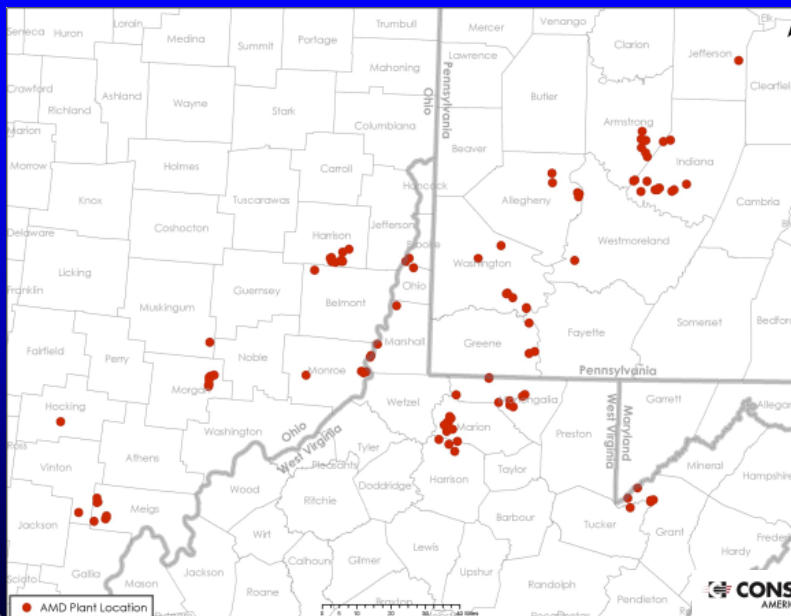 Lorain
Trumbull
Mercer
Venango
Elk
Seneca
Huron
Medina
Summit
Portage
Lawrence
Clarion
Jefferson
Mahoning
Clearfield
Crawford
Ashland
Wayne
Stark
Butler
Richland
Ohio
Pennsylvania
Armstrong
Marion
Columbiana
Beaver
Indiana
Morrow
Holmes
Carroll
Hancock
Allegheny
Cambria
Knox
Tuscarawas
Coshocton
Jefferson
Delaware
Harrison
Brooke
Westmoreland
Licking
Washington
Franklin
Guernsey
Ohio
Muskingum
Belmont
Somerset
Bedford
Fairfield
Perry
Noble
Marshall
Greene
Fayette
Monroe
Pennsylvania
Morgan
Hocking
Wetzel
Garrett
Washington
Ohio
West Virginia
Marion
Preston
West Virginia
Maryland
Ross
Athens
Tyler
Mineral
Vinton
Pleasants
Doddridge
Harrison
Taylor
Hampshire
Wood
Ritchie
Meigs
Barbour
Tucker
Grant
Jackson
Wirt
Lewis
Hardy
Gallia
Jackson
Calhoun
Gilmer
Upshur
Scioto
Mason
Roane
Braxton
Randolph
Pendleton
AMD Plant Location
CONS
AMERI